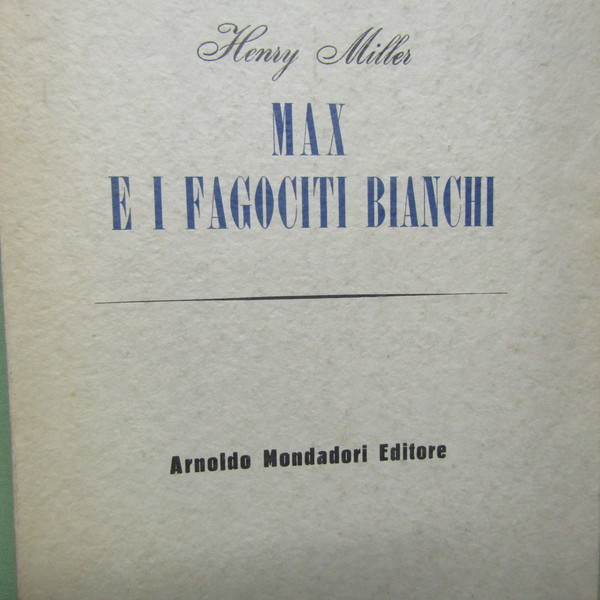 Henry Miller
MAX
E I FAGOCITI BIANCHI
Arnoldo Mondadori Editore